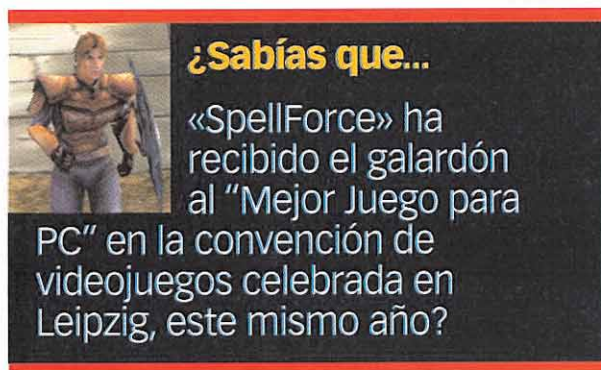 ¿Sabías que...
«SpellForce» ha
recibido el galardón
al "Mejor Juego para
PC" en la convención de
videojuegos celebrada en
Leipzig, este mismo año?